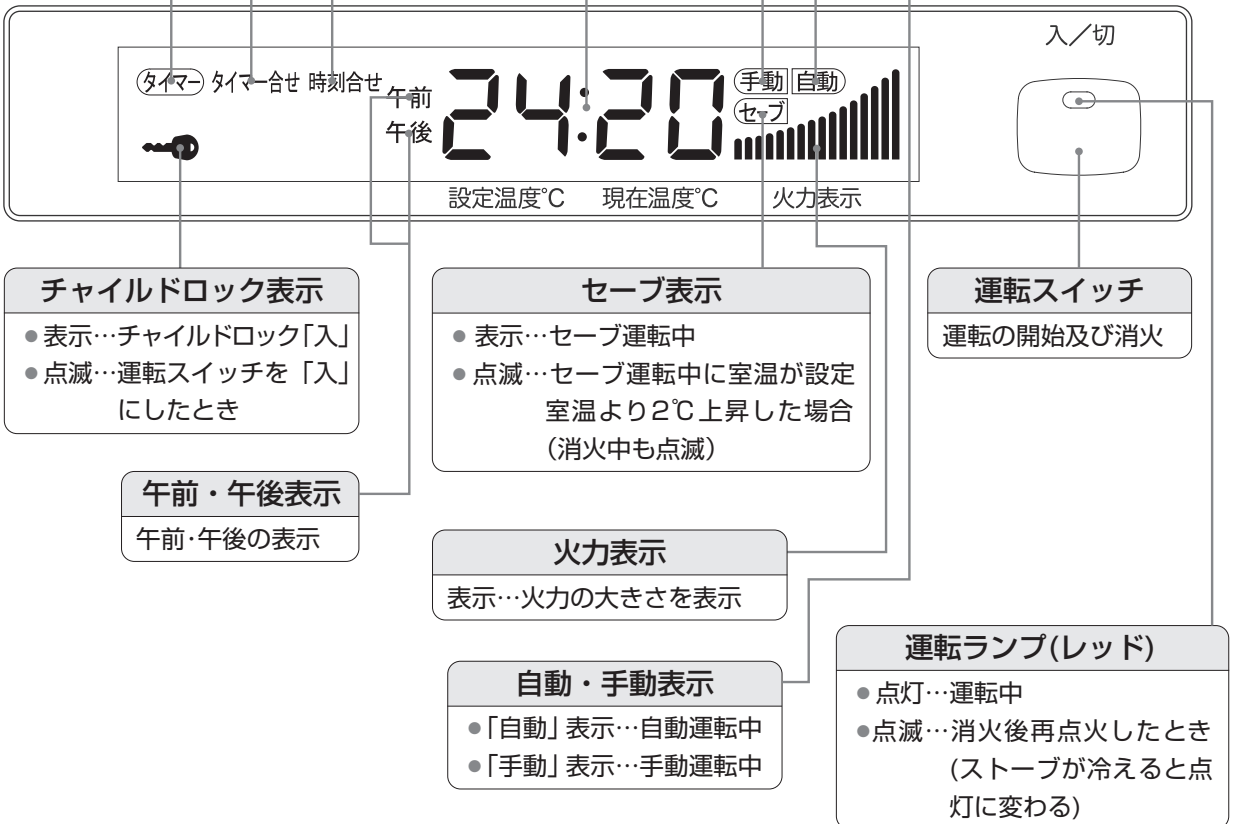 入／切
タイマー タイマー合せ 時刻合せ 午前 24:20 手動 自動
午後 セーブ
設定温度℃ 現在温度℃ 火力表示
チャイルドロック表示
●表示…チャイルドロック「入」
●点滅…運転スイッチを「入」
にしたとき
セーブ表示
●表示…セーブ運転中
●点滅…セーブ運転中に室温が設定
室温より2℃上昇した場合
（消火中も点滅）
運転スイッチ
運転の開始及び消火
午前・午後表示
午前・午後の表示
火力表示
表示…火力の大きさを表示
自動・手動表示
●「自動」表示…自動運転中
●「手動」表示…手動運転中
運転ランプ(レッド)
●点灯…運転中
●点滅…消火後再点火したとき
(ストーブが冷えると点
灯に変わる)